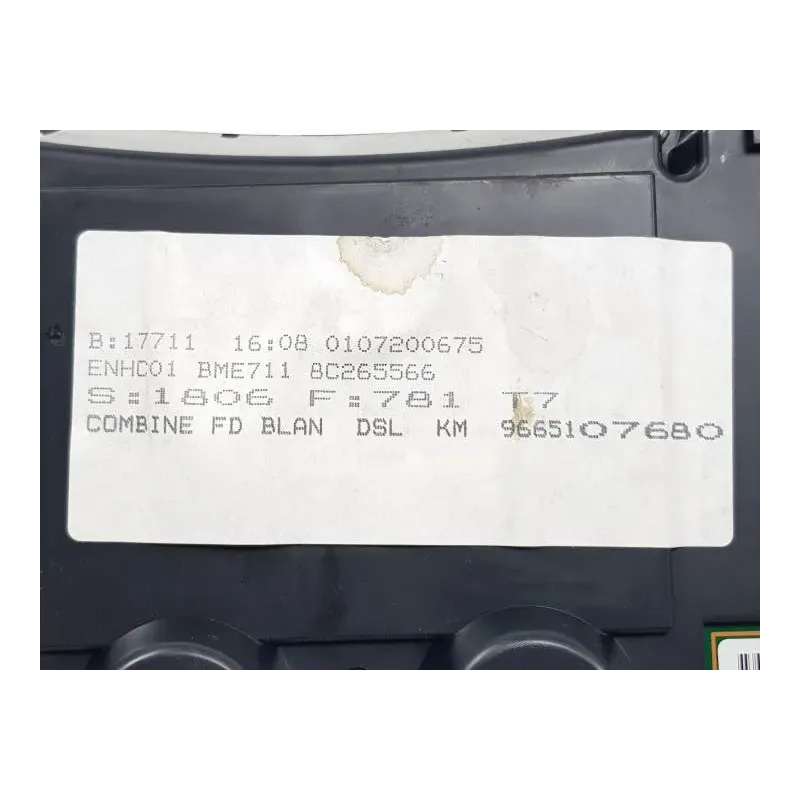 B:17711 16:08 0107200675
ENHC01 BME711 8C265566
S:1806 F:781 T7
COMBINE FD BLAN DSL KM 9665107680